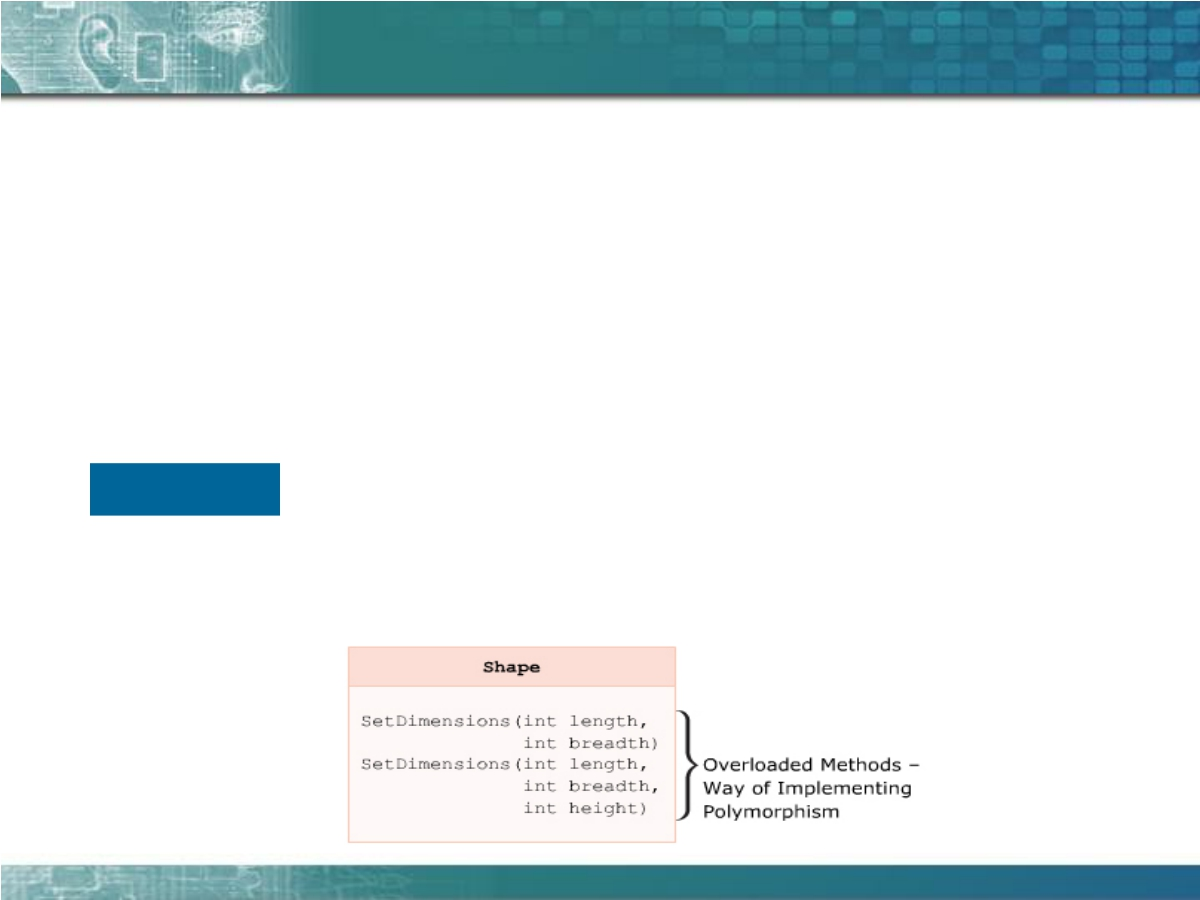 Shape
SetDimensions(int length,
int breadth)
SetDimensions(int length,
int breadth,
int height)
Overloaded Methods –
Way of Implementing
Polymorphism